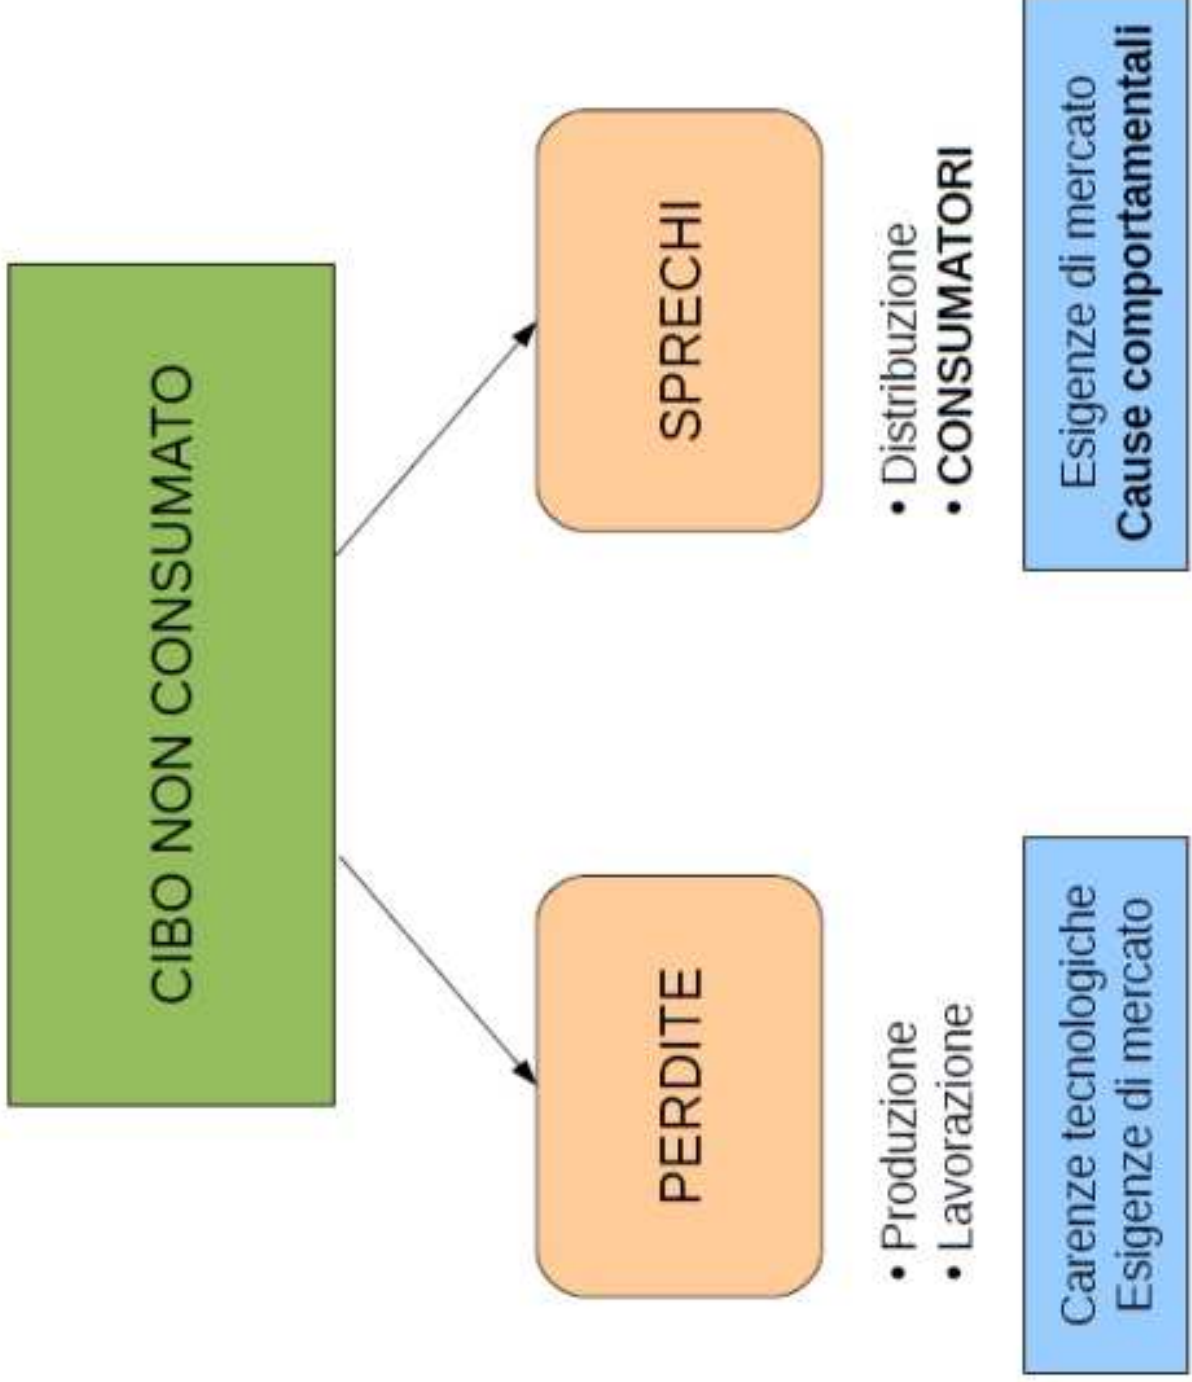 CIBO NON CONSUMATO
PERDITE
SPRECHI
• Produzione
• Lavorazione
• Distribuzione
• CONSUMATORI
Carenze tecnologiche
Esigenze di mercato
Esigenze di mercato
Cause comportamentali